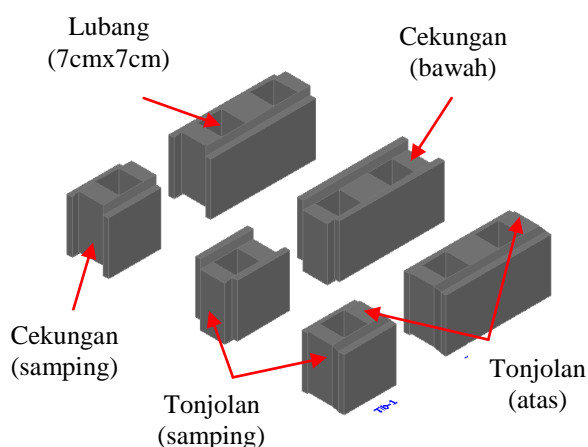 Lubang
(7cmx7cm)
Cekungan
(bawah)
Cekungan
(samping)
Tonjolan
(samping)
Tonjolan
(atas)